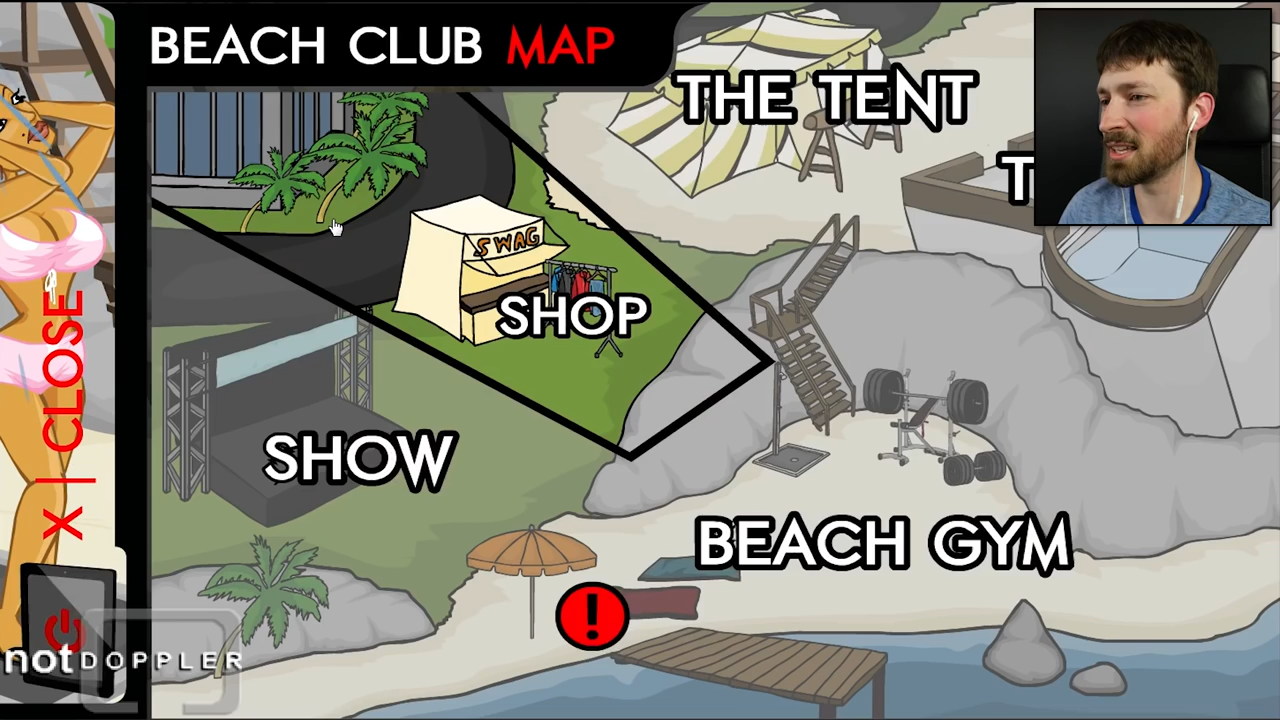 BEACH CLUB MAP
THE TENT
T
SWAG
SHOP
X | CLOSE
SHOW
BEACH GYM
!
notDOPPLER